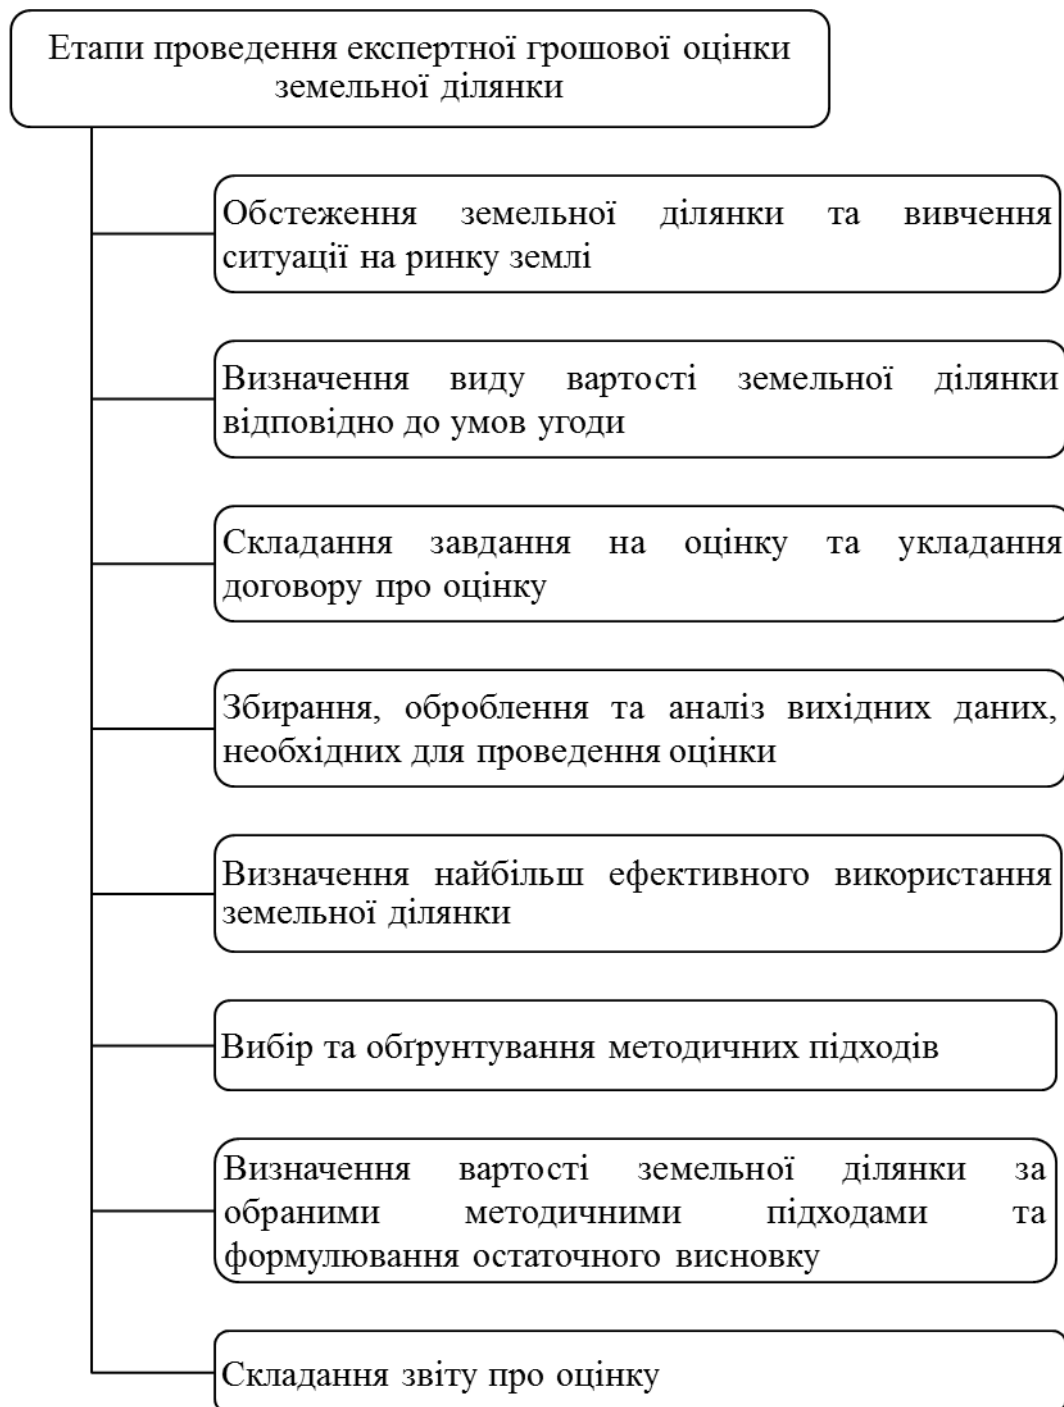 Етапи проведення експертної грошової оцінки
земельної ділянки
Обстеження земельної ділянки та вивчення
ситуації на ринку землі
Визначення виду вартості земельної ділянки
відповідно до умов угоди
Складання завдання на оцінку та укладання
договору про оцінку
Збирання, оброблення та аналіз вихідних даних,
необхідних для проведення оцінки
Визначення найбільш ефективного використання
земельної ділянки
Вибір та обґрунтування методичних підходів
Визначення вартості земельної ділянки за
обраними методичними підходами та
формулювання остаточного висновку
Складання звіту про оцінку